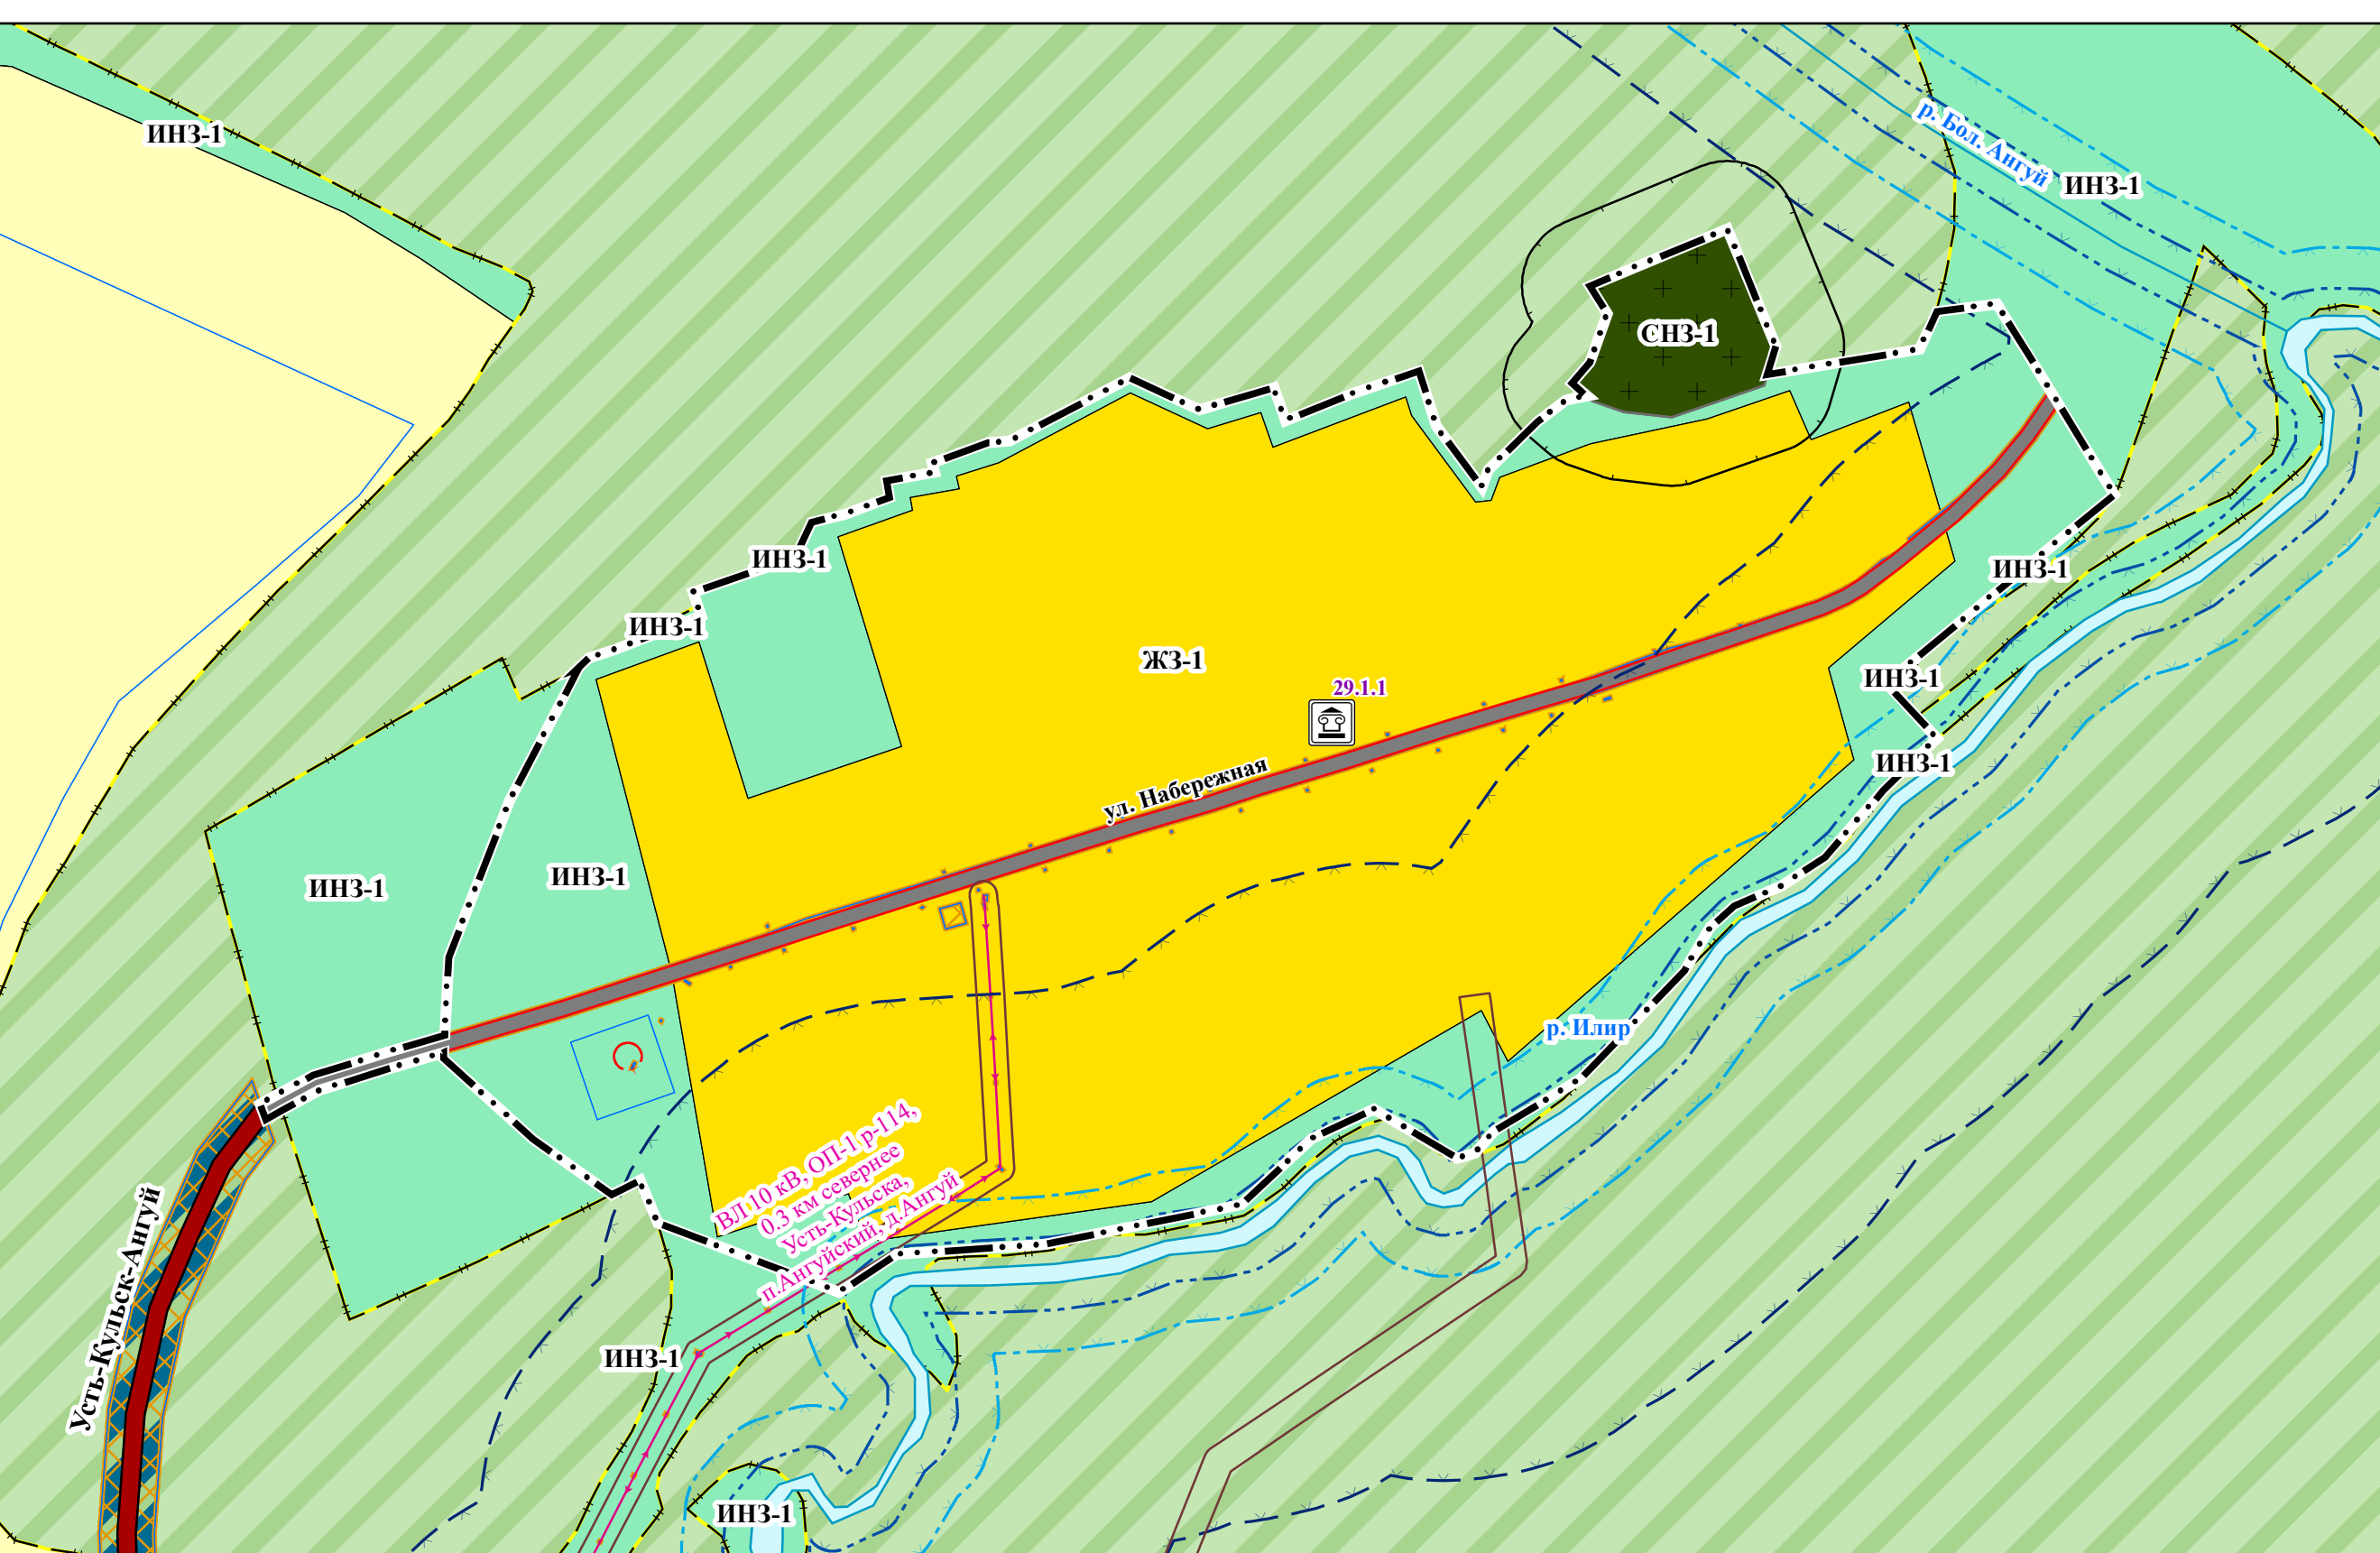 ИНЗ-1
р. Бол. Ангуй
ИНЗ-1
СНЗ-1
ИНЗ-1
ИНЗ-1
ИНЗ-1
ЖЗ-1
29.1.1
ИНЗ-1
ул. Набережная
ИНЗ-1
ИНЗ-1
ИНЗ-1
р. Илир
ВЛ 10 кВ, ОП-1 р-114,
0.3 км севернее
Усть-Кульска,
п.Ангуйский, д.Ангуй
Усть-Кульск-Ангуй
ИНЗ-1
ИНЗ-1